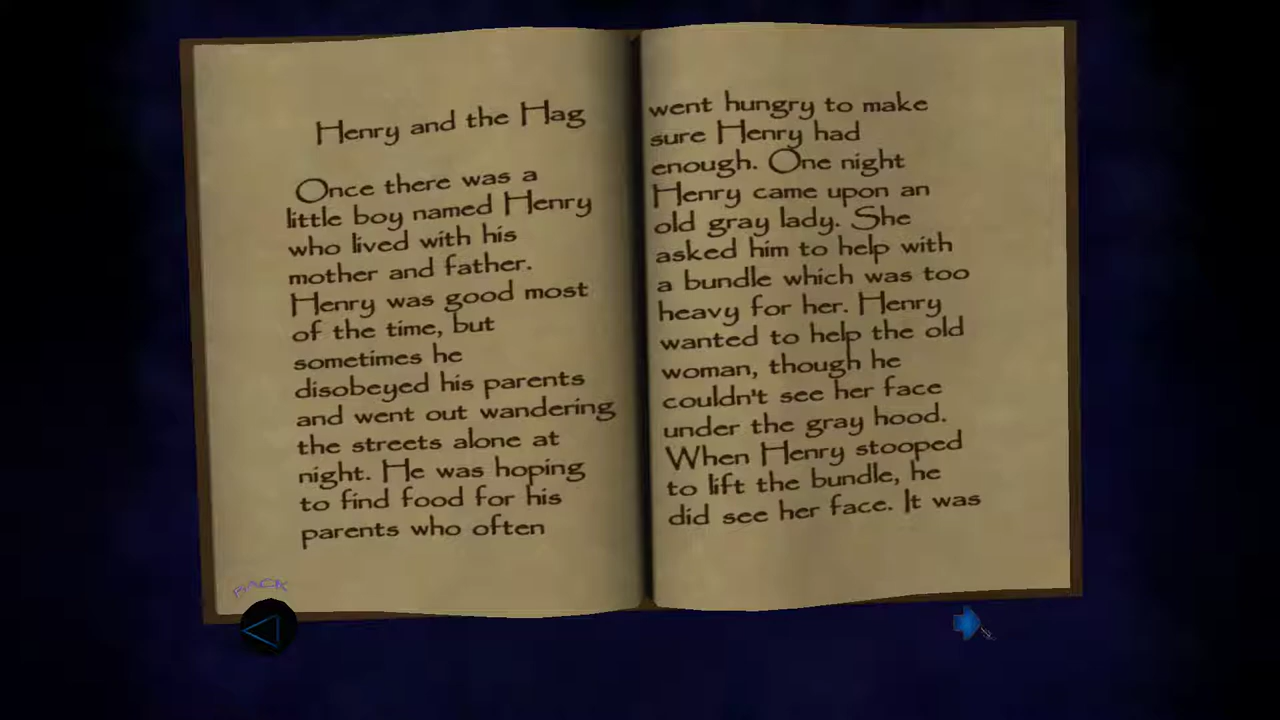 Henry and the Hag
Once there was a
little boy named Henry
who lived with his
mother and father.
Henry was good most
of the time, but
sometimes he
disobeyed his parents
and went out wandering
the streets alone at
night. He was hoping
to find food for his
parents who often
went hungry to make
sure Henry had
enough. One night
Henry came upon an
old gray lady. She
asked him to help with
a bundle which was too
heavy for her. Henry
wanted to help the old
woman, though he
couldn't see her face
under the gray hood.
When Henry stooped
to lift the bundle, he
did see her face. It was
BACK